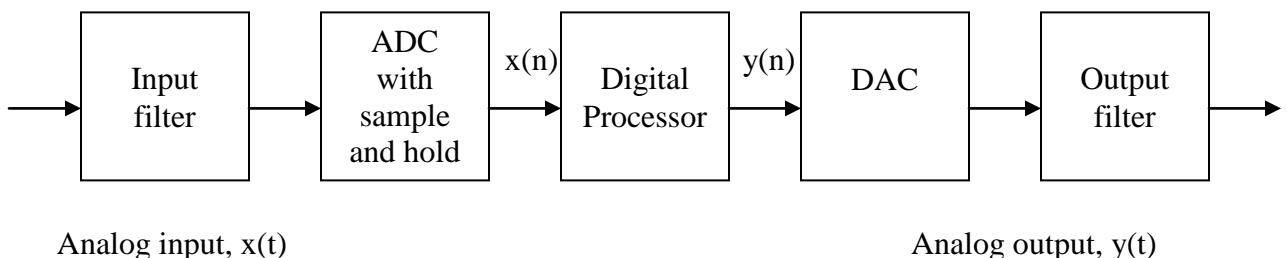 Input
filter
ADC
with
sample
and hold
x(n)
Digital
Processor
y(n)
DAC
Output
filter
Analog input, x(t)
Analog output, y(t)